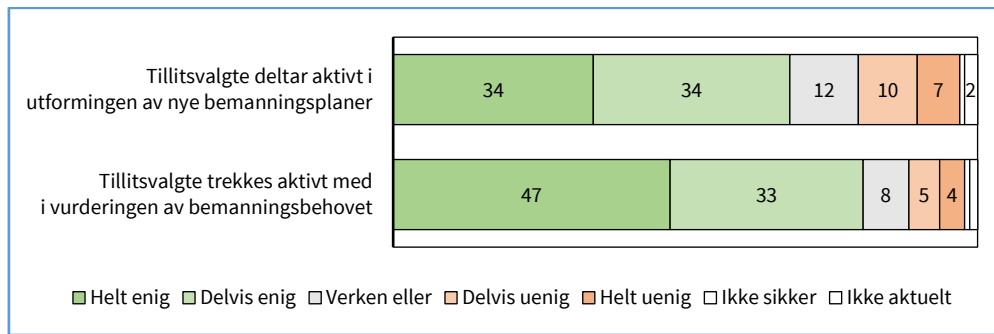 Tillitsvalgte deltar aktivt i
utformingen av nye bemanningsplaner
34 34 12 10 7 2
Tillitsvalgte trekkes aktivt med
i vurderingen av bemanningsbehovet
47 33 8 5 4
Helt enig Delvis enig Verken eller Delvis uenig Helt uenig Ikke sikker Ikke aktuelt